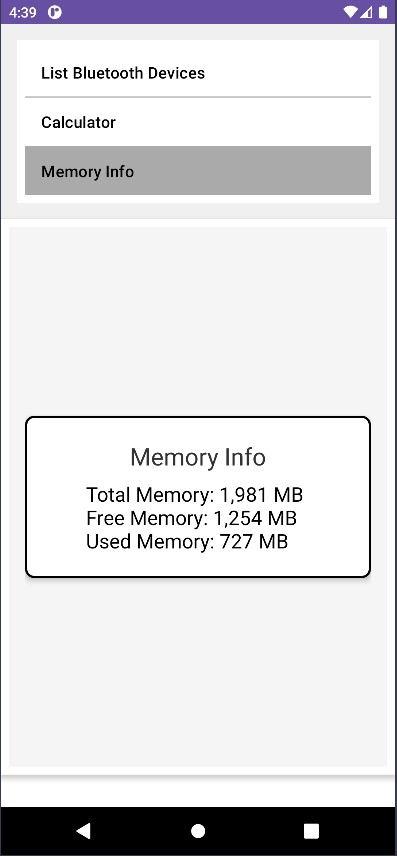 4:39
List Bluetooth Devices
Calculator
Memory Info
Memory Info
Total Memory: 1,981 MB
Free Memory: 1,254 MB
Used Memory: 727 MB